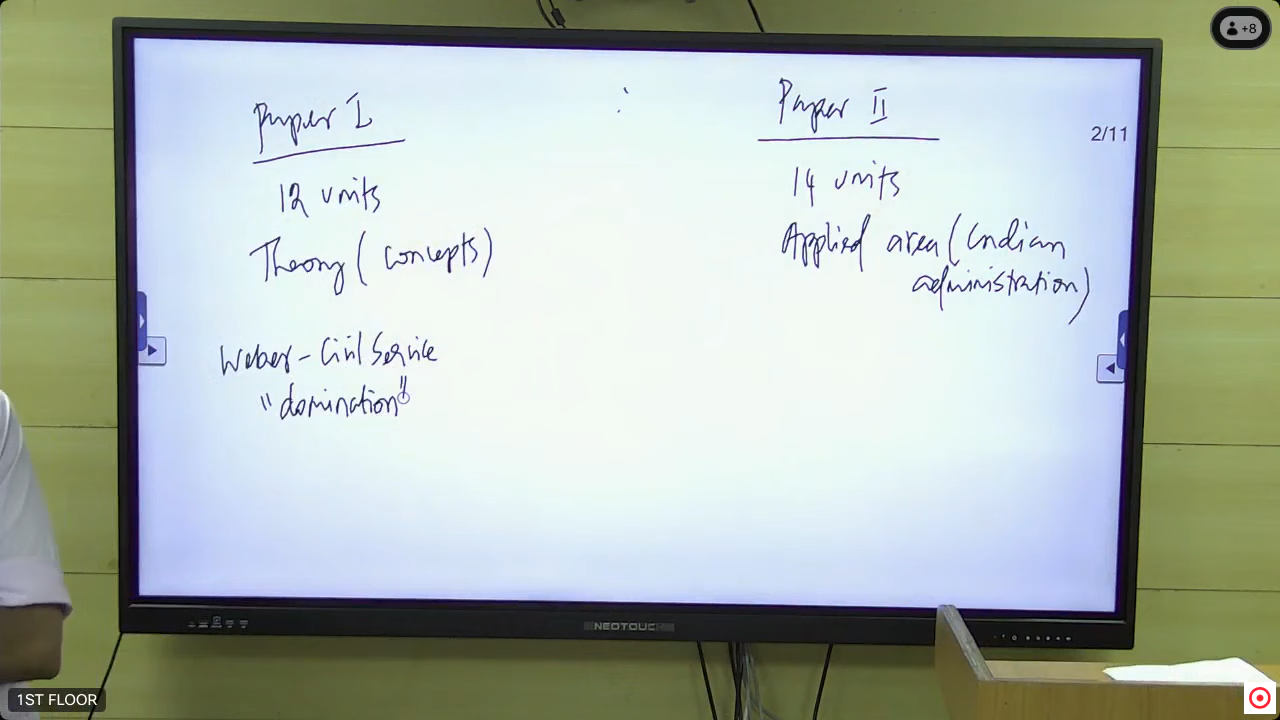 +8
Paper I
12 units
Theory (concepts)
Weber - Civil Service
"domination"
:
Paper II
2/11
14 units
Applied area (Indian
administration)
NEOTOUCH
1ST FLOOR